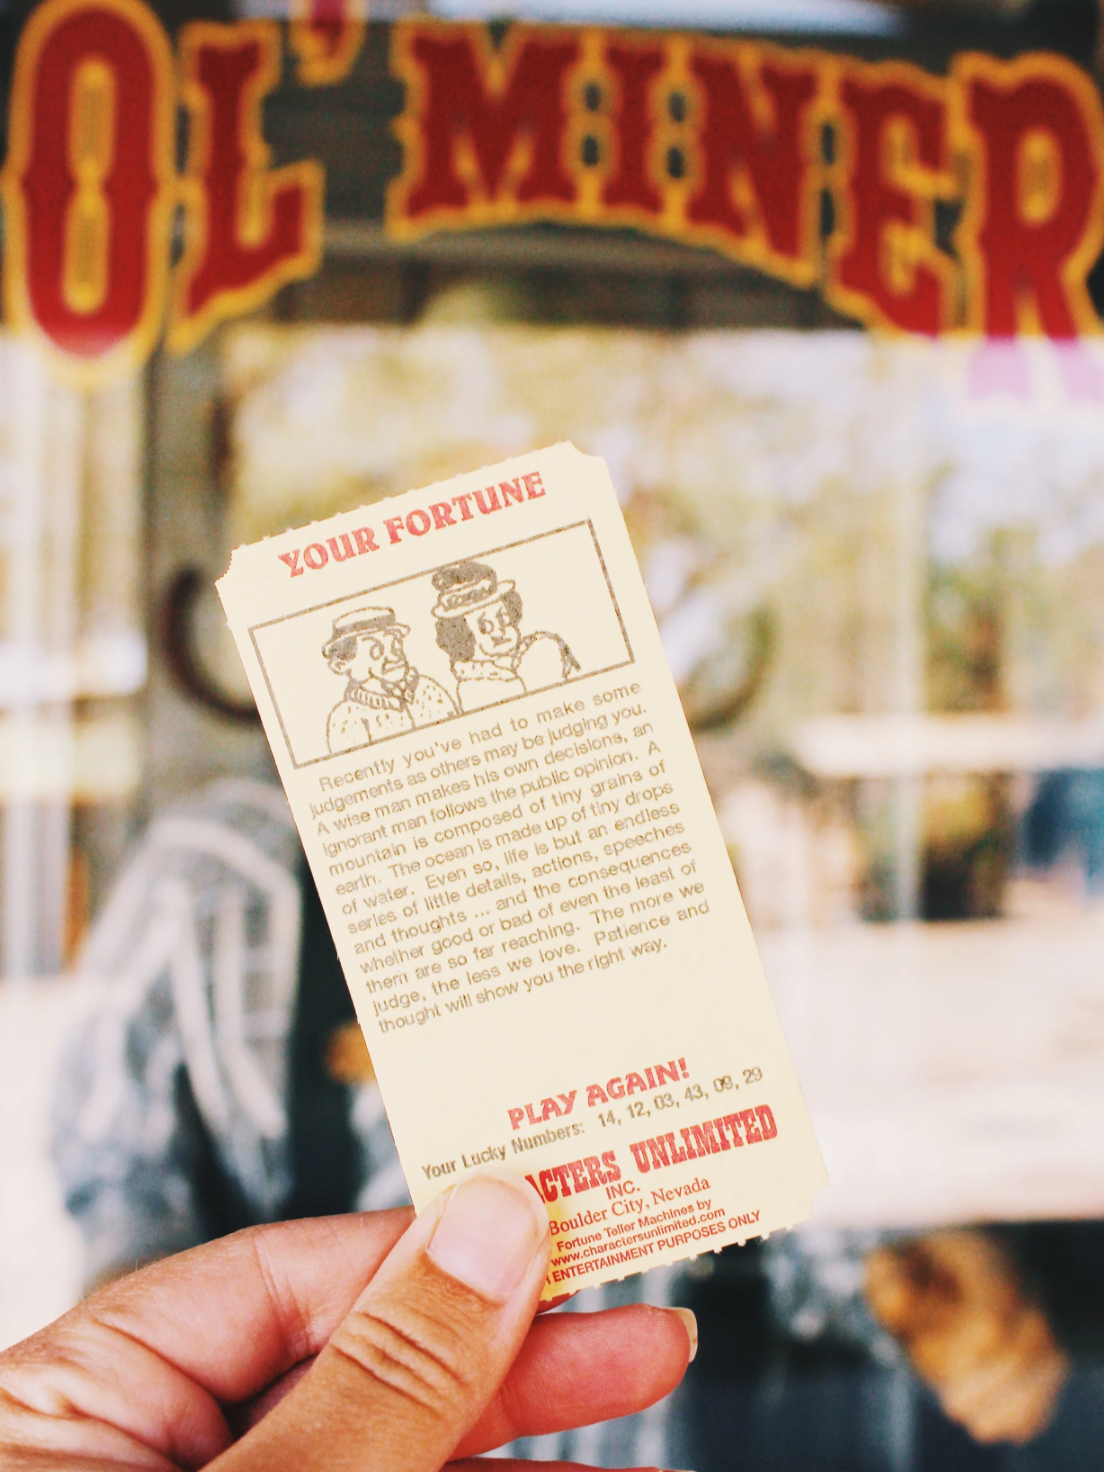 OL' MINER
YOUR FORTUNE
Recently you've had to make some
judgements as others may be judging you.
A wise man makes his own decisions, an
ignorant man follows the public opinion. A
mountain is composed of tiny grains of
earth. The ocean is made up of tiny drops
of water. Even so, life is but an endless
series of little details, actions, speeches
and thoughts ... and the consequences
whether good or bad of even the least of
them are so far reaching. The more we
judge, the less we love. Patience and
thought will show you the right way.
PLAY AGAIN!
Your Lucky Numbers: 14, 12, 03, 43, 09, 29
ACTERS UNLIMITED
INC.
Boulder City, Nevada
Fortune Teller Machines by
www.charactersunlimited.com
ENTERTAINMENT PURPOSES ONLY